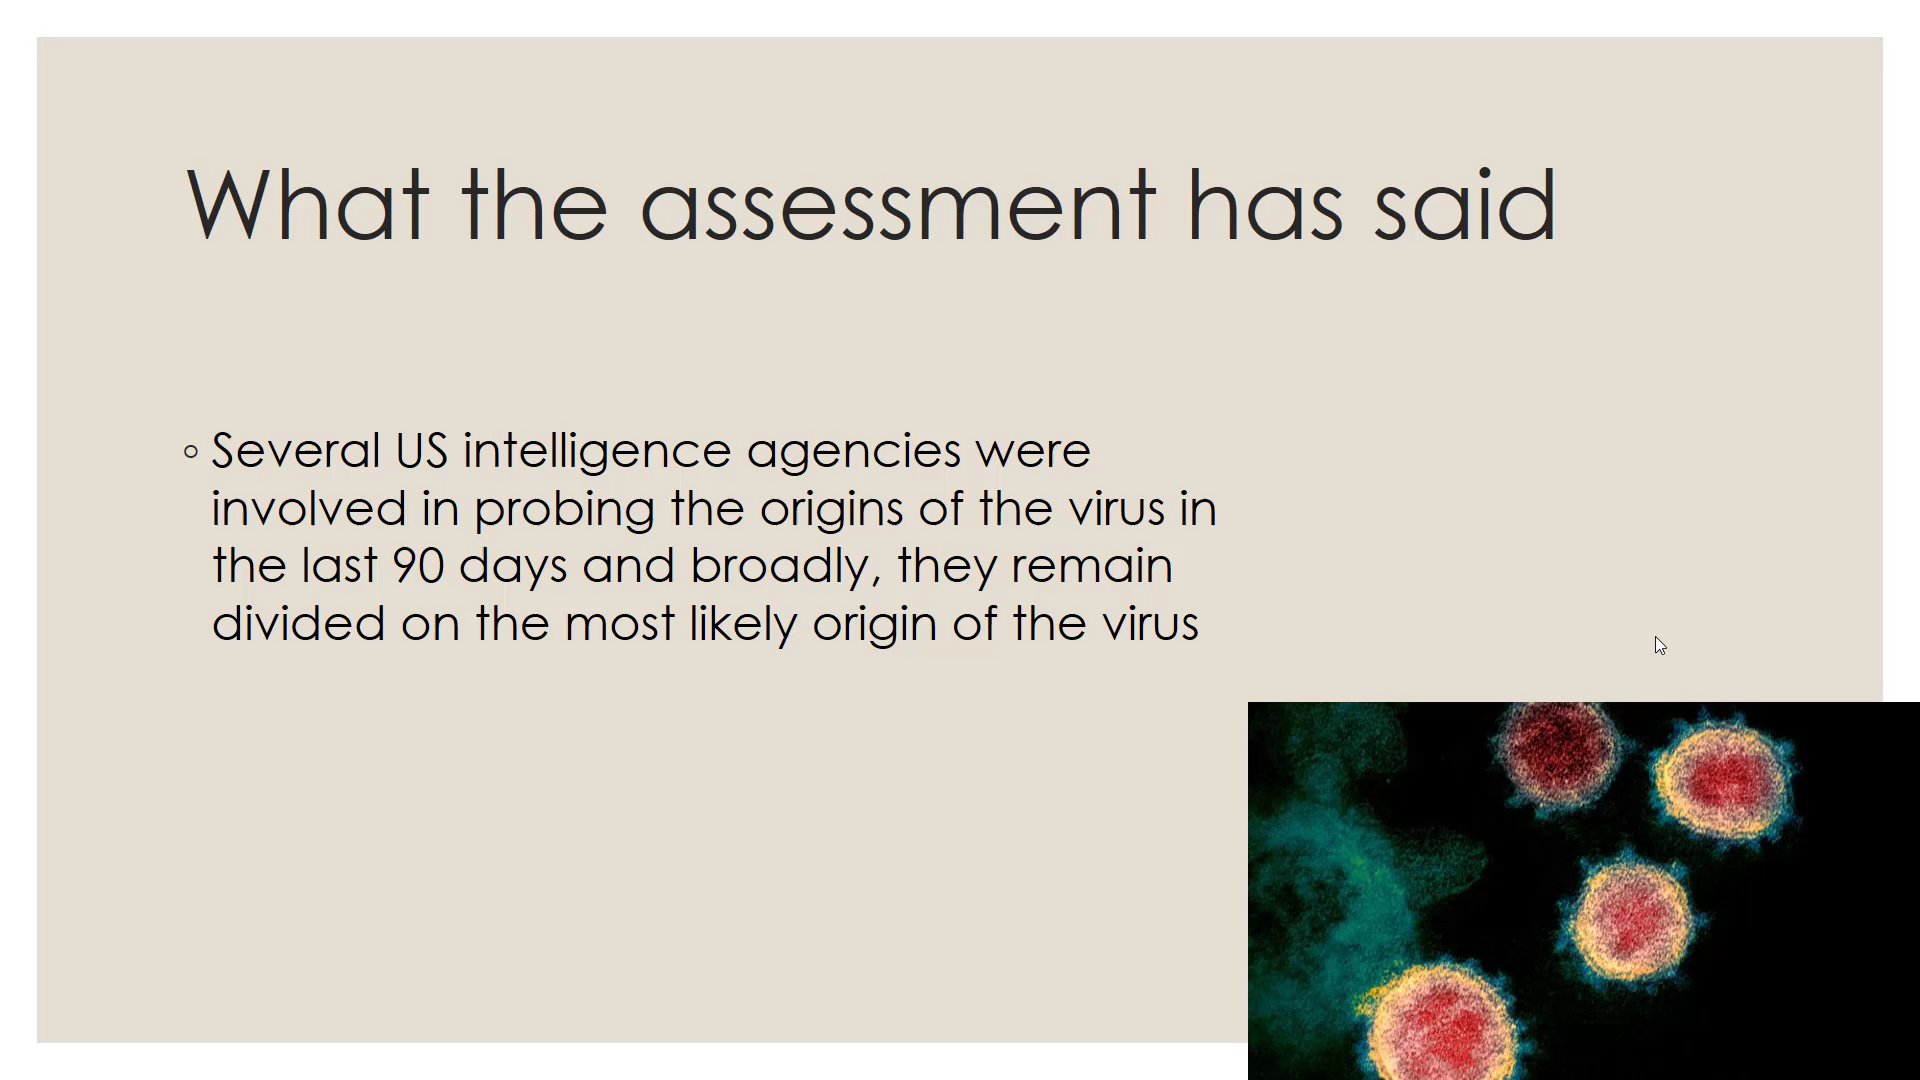 What the assessment has said
◦ Several US intelligence agencies were
involved in probing the origins of the virus in
the last 90 days and broadly, they remain
divided on the most likely origin of the virus